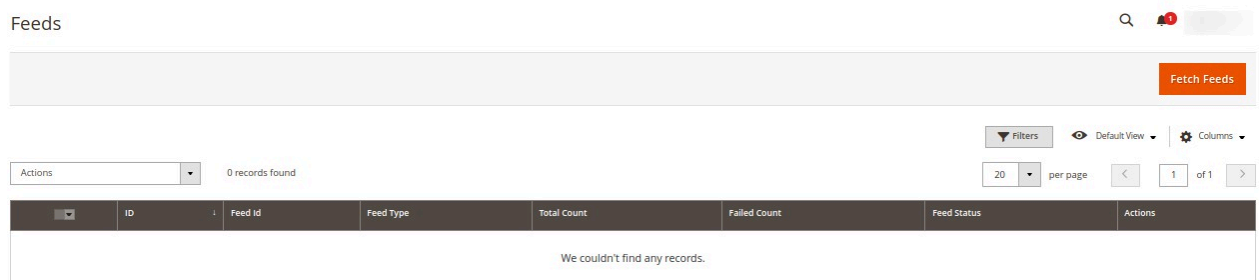 Feeds
1
Fetch Feeds
Filters Default View Columns
Actions 0 records found 20 per page 1 of 1
ID ↓ Feed Id Feed Type Total Count Failed Count Feed Status Actions
We couldn't find any records.